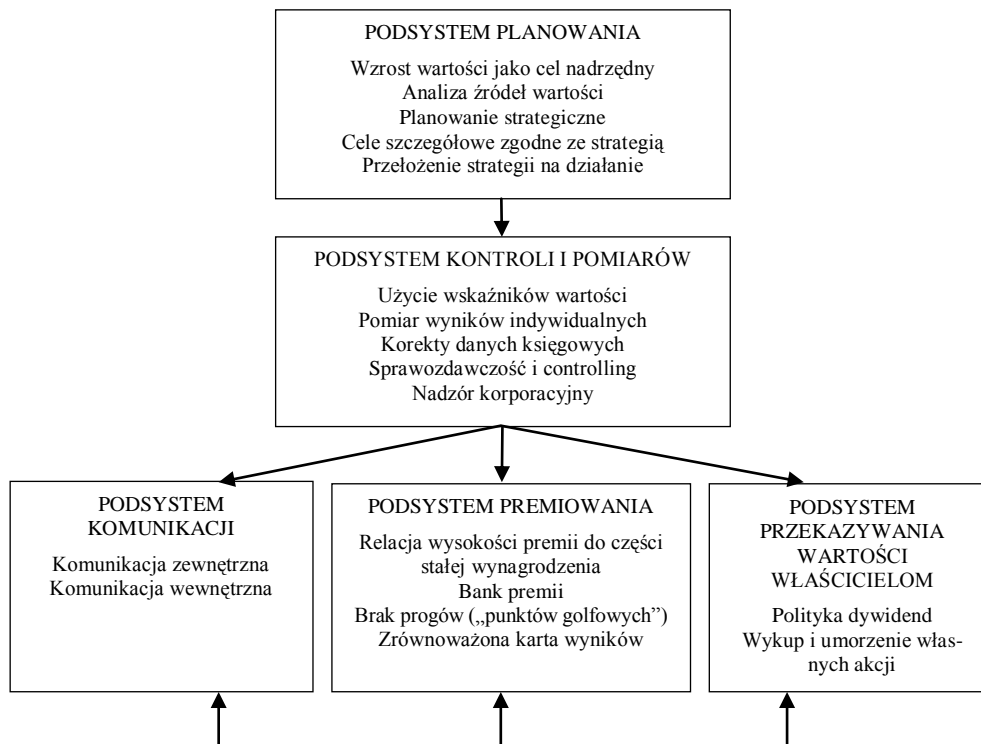 PODSYSTEM PLANOWANIA
Wzrost wartości jako cel nadrzędny
Analiza źródeł wartości
Planowanie strategiczne
Cele szczegółowe zgodne ze strategią
Przełożenie strategii na działanie
PODSYSTEM KONTROLI I POMIARÓW
Użycie wskaźników wartości
Pomiar wyników indywidualnych
Korekty danych księgowych
Sprawozdawczość i controlling
Nadzór korporacyjny
PODSYSTEM
KOMUNIKACJI
Komunikacja zewnętrzna
Komunikacja wewnętrzna
PODSYSTEM PREMIOWANIA
Relacja wysokości premii do części
stałej wynagrodzenia
Bank premii
Brak progów („punktów golfowych”)
Zrównoważona karta wyników
PODSYSTEM
PRZEKAZYWANIA
WARTOŚCI
WŁAŚCICIELOM
Polityka dywidend
Wykup i umorzenie włas-
nych akcji